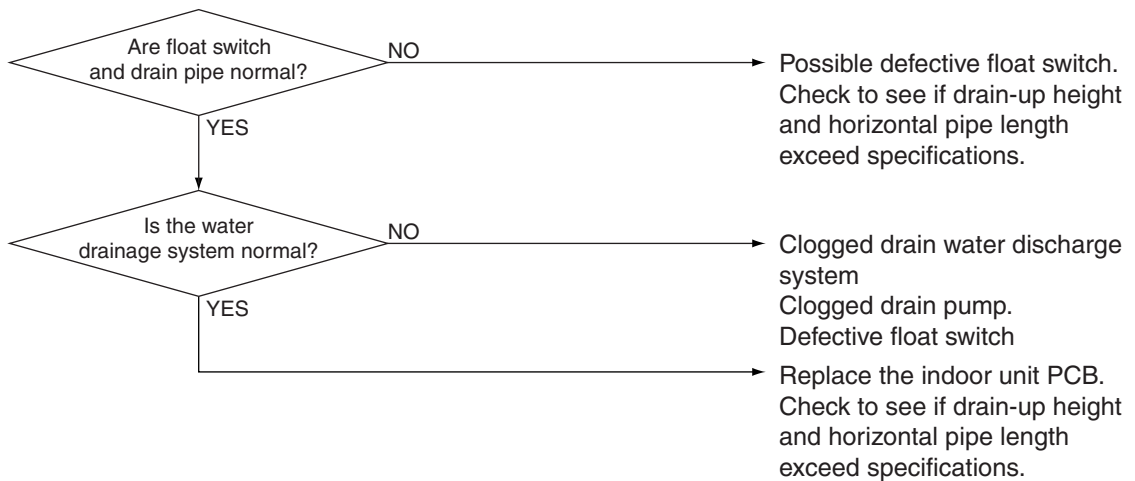 Are float switch
and drain pipe normal?
NO
Possible defective float switch.
Check to see if drain-up height
and horizontal pipe length
exceed specifications.
YES
Is the water
drainage system normal?
NO
Clogged drain water discharge
system
Clogged drain pump.
Defective float switch
YES
Replace the indoor unit PCB.
Check to see if drain-up height
and horizontal pipe length
exceed specifications.